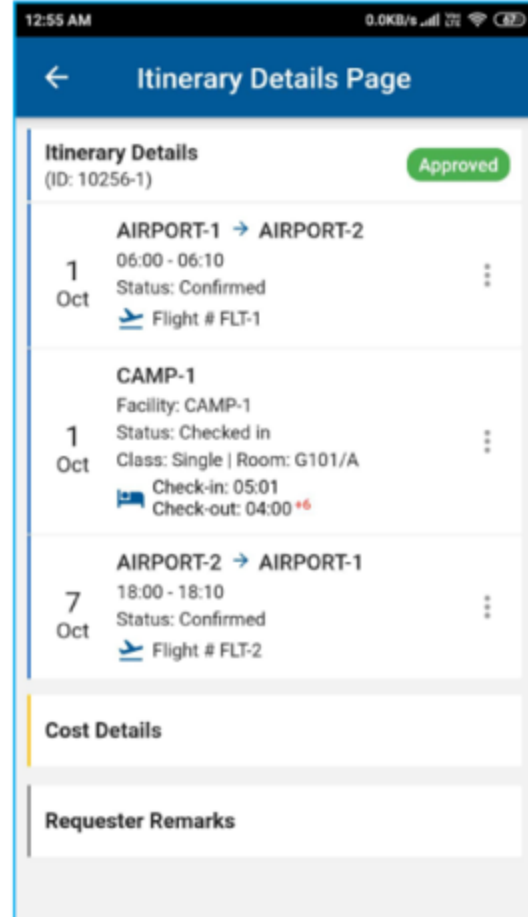 12:55 AM 0.0KB/s 67
Itinerary Details Page
Itinerary Details
(ID: 10256-1)
Approved
1
Oct
AIRPORT-1 → AIRPORT-2
06:00 - 06:10
Status: Confirmed
Flight # FLT-1
1
Oct
CAMP-1
Facility: CAMP-1
Status: Checked in
Class: Single | Room: G101/A
Check-in: 05:01
Check-out: 04:00 +6
7
Oct
AIRPORT-2 → AIRPORT-1
18:00 - 18:10
Status: Confirmed
Flight # FLT-2
Cost Details
Requester Remarks